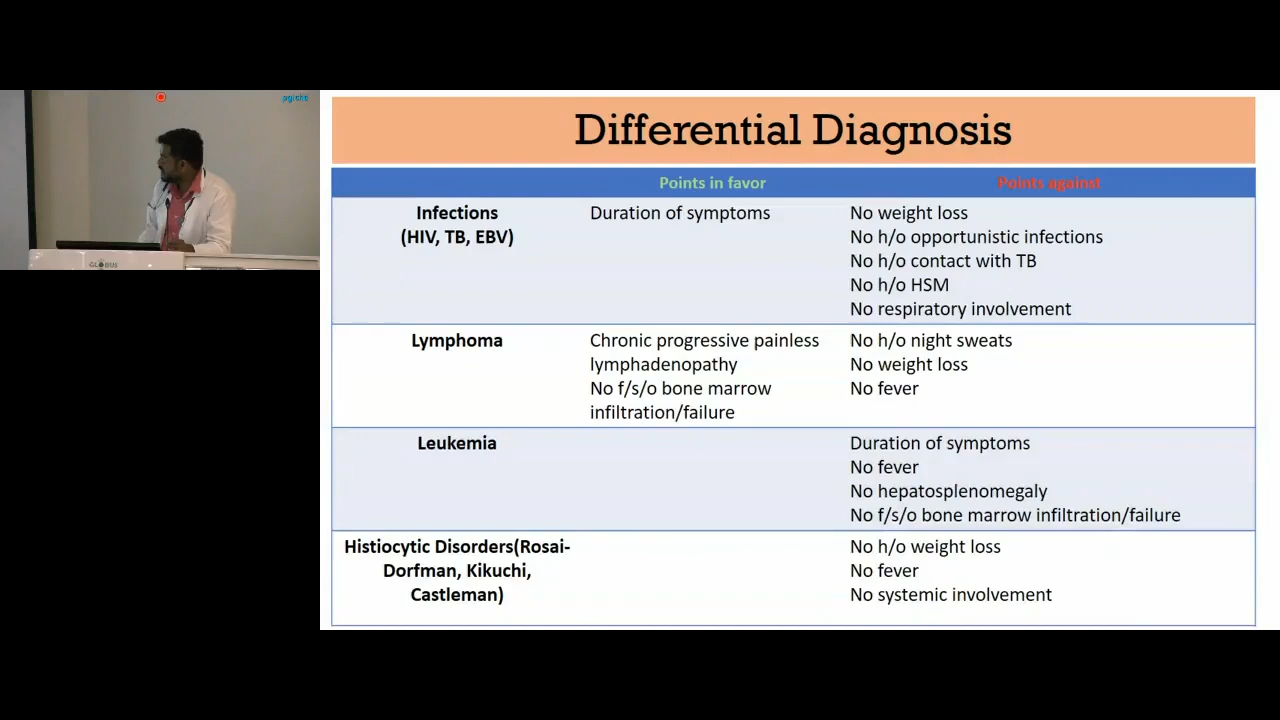 pgichd
GLOBUS
Differential Diagnosis
Points in favor
Points against
Infections
(HIV, TB, EBV)
Duration of symptoms
No weight loss
No h/o opportunistic infections
No h/o contact with TB
No h/o HSM
No respiratory involvement
Lymphoma
Chronic progressive painless
lymphadenopathy
No f/s/o bone marrow
infiltration/failure
No h/o night sweats
No weight loss
No fever
Leukemia
Duration of symptoms
No fever
No hepatosplenomegaly
No f/s/o bone marrow infiltration/failure
Histiocytic Disorders(Rosai-
Dorfman, Kikuchi,
Castleman)
No h/o weight loss
No fever
No systemic involvement